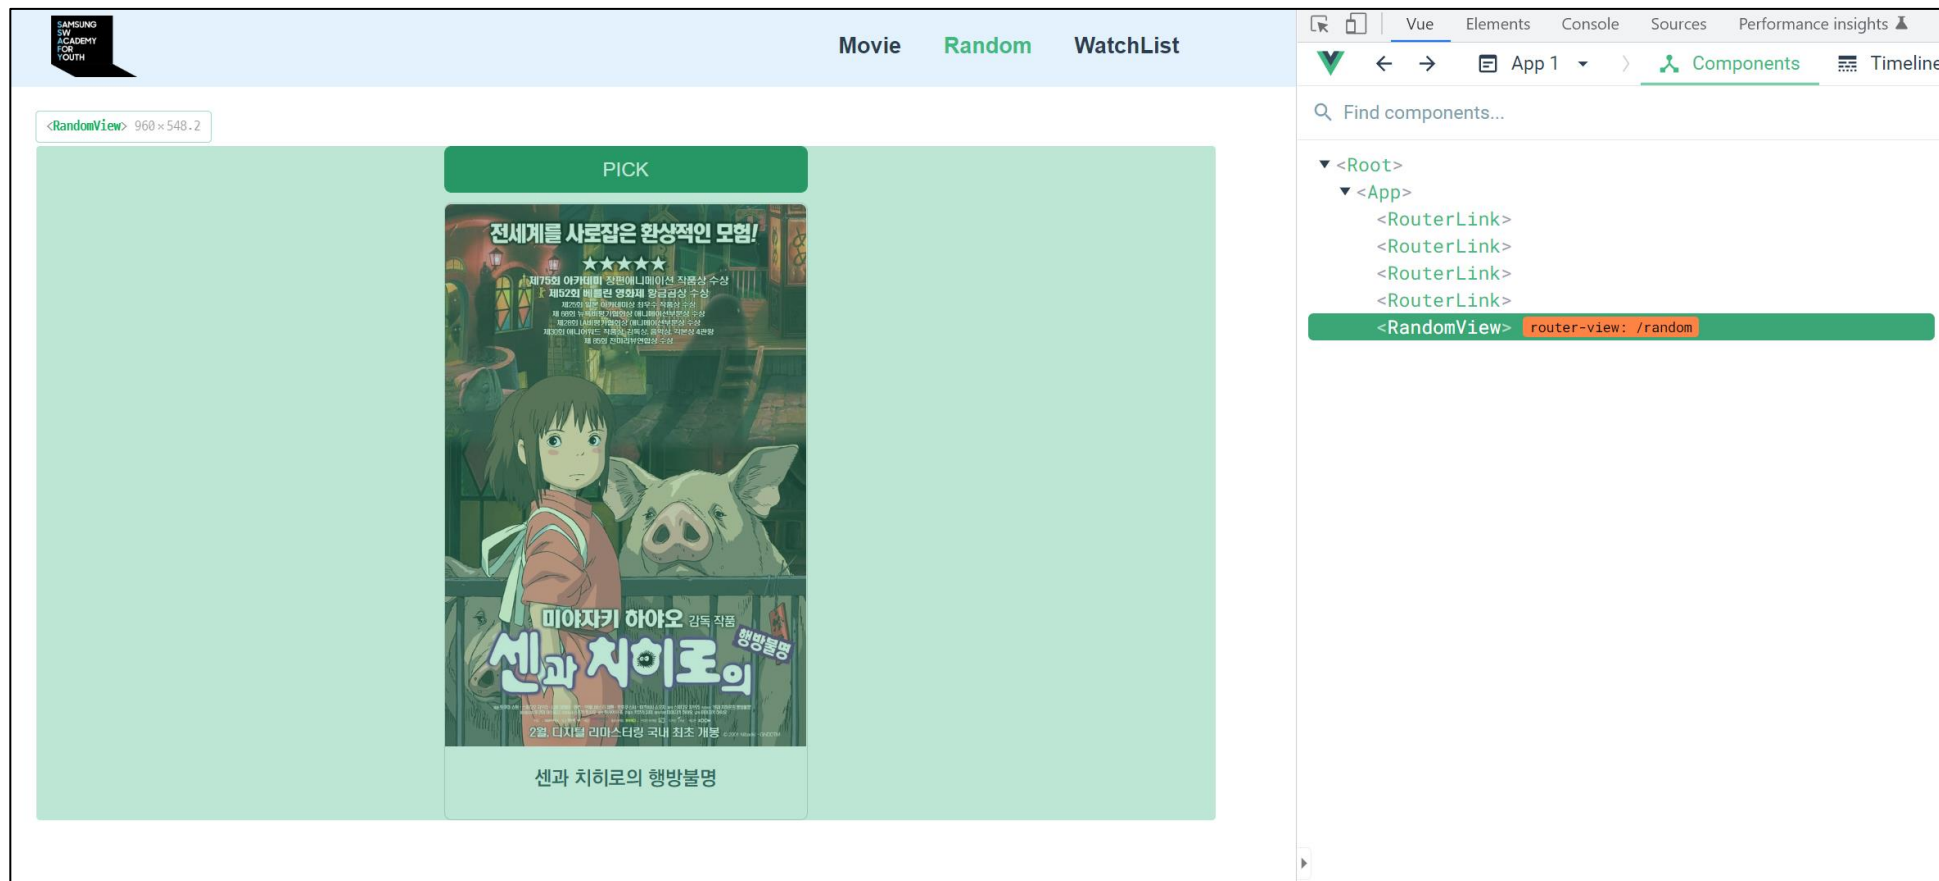 SAMSUNG
SW
ACADEMY
FOR
YOUTH
Movie Random WatchList
<RandomView> 960 × 548.2
PICK
전세계를 사로잡은 환상적인 모험!
★★★★★
제75회 아카데미 장편애니메이션 작품상 수상
제52회 베를린 영화제 황금곰상 수상
미야자키 하야오 감독 작품
센과 치히로의 행방불명
2월, 디지털 리마스터링 국내 최초 개봉
센과 치히로의 행방불명
Vue Elements Console Sources Performance insights
App 1 Components Timeline
Find components...
<Root>
<App>
<RouterLink>
<RouterLink>
<RouterLink>
<RouterLink>
<RandomView> router-view: /random